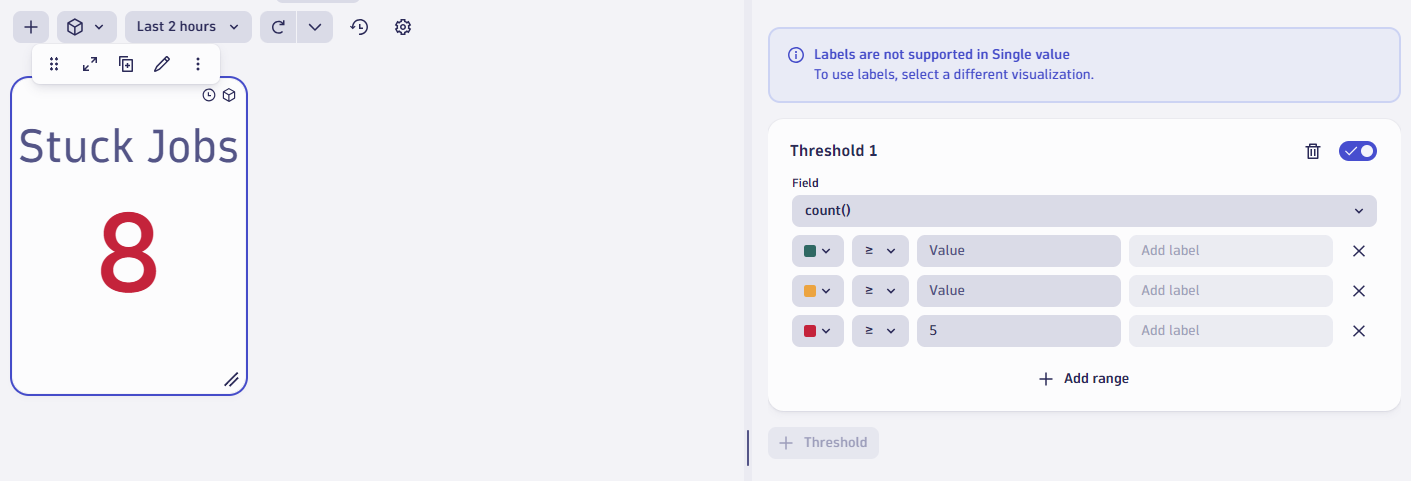 Last 2 hours
Stuck Jobs
8
Labels are not supported in Single value
To use labels, select a different visualization.
Threshold 1
Field
count()
≥ Value Add label
≥ Value Add label
≥ 5 Add label
Add range
Threshold